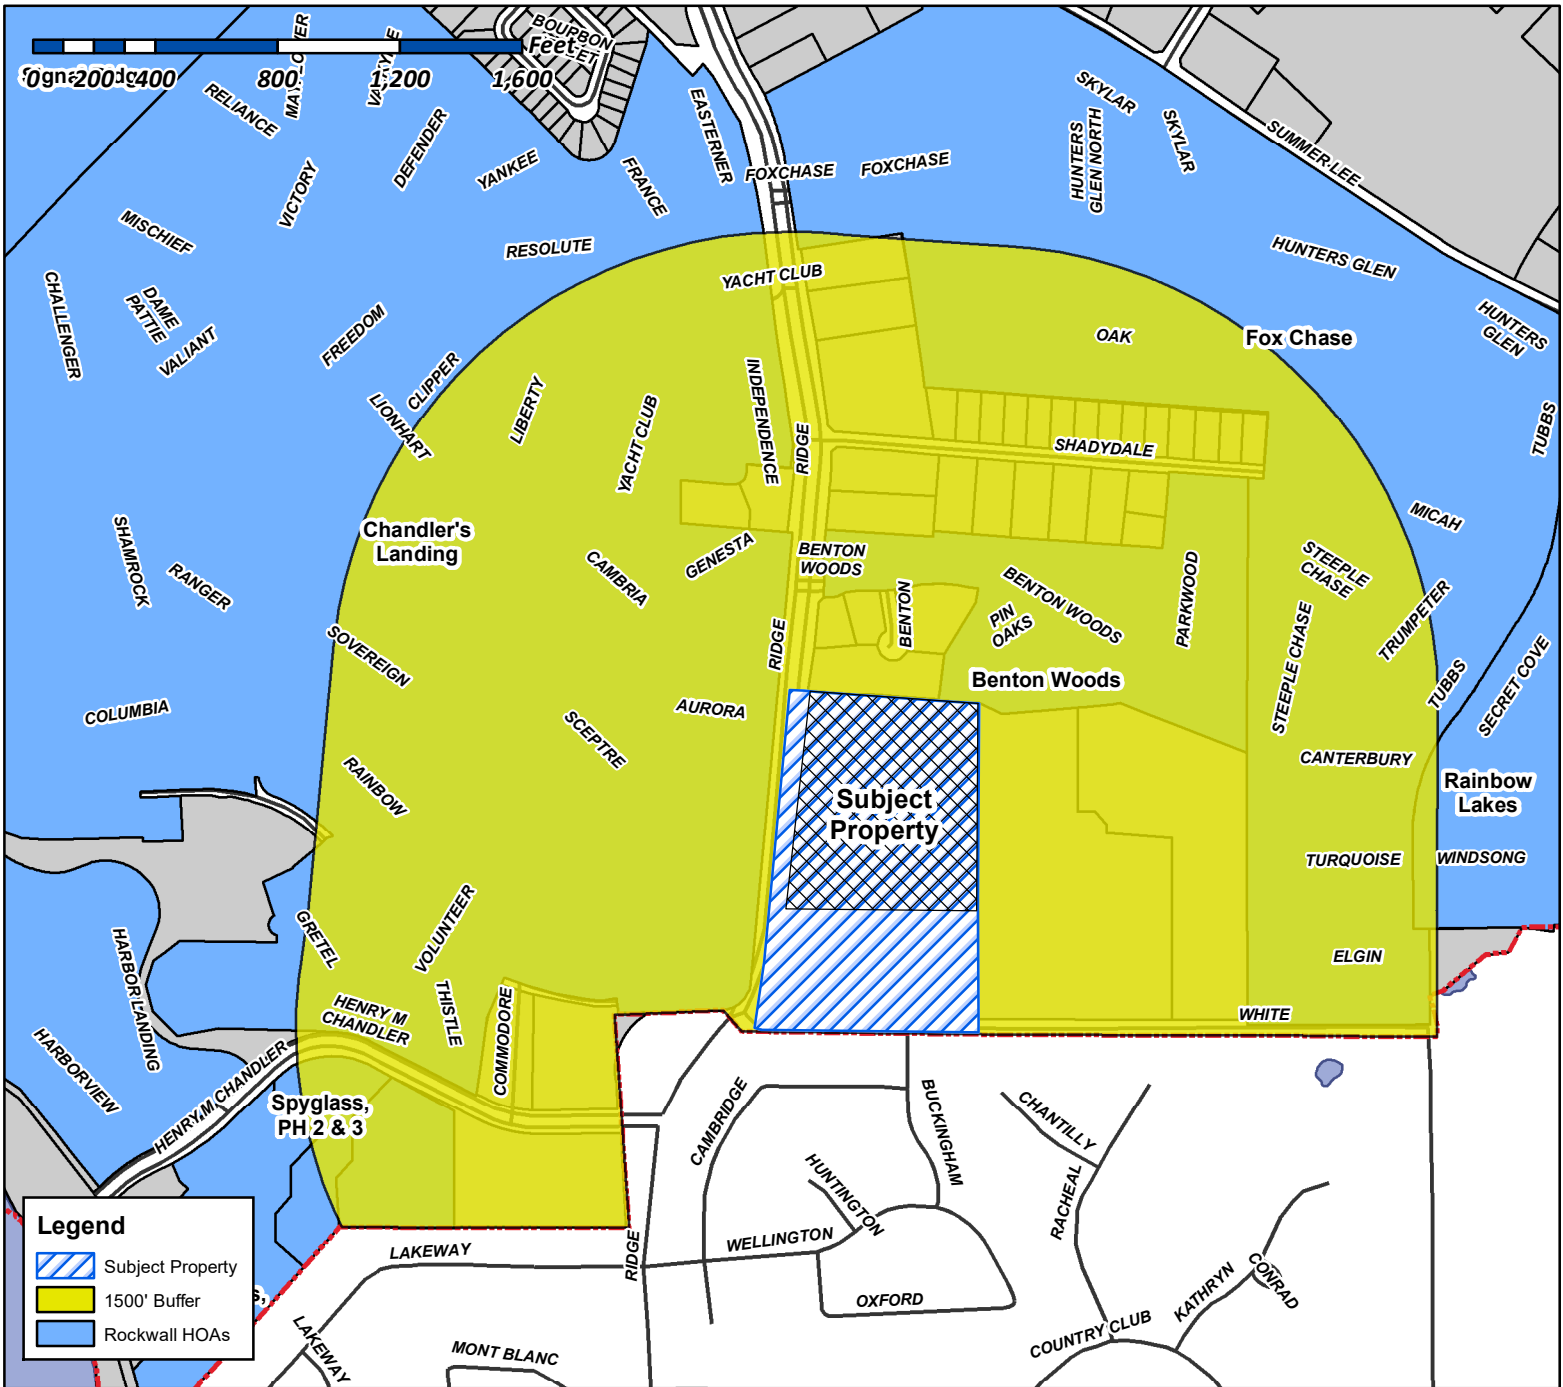 BOURBON
Feet
0 200 400 800 1,200 1,600
RELIANCE
DEFENDER
YANKEE
VICTORY
FRANCE
EASTERNER
FOXCHASE
FOXCHASE
SKYLAR
SKYLAR
HUNTERS
GLEN NORTH
SUMMER LEE
MISCHIEF
RESOLUTE
HUNTERS GLEN
YACHT CLUB
CHALLENGER
DAME
PATTIE
VALIANT
FREEDOM
CLIPPER
LIONHART
LIBERTY
YACHT CLUB
INDEPENDENCE
RIDGE
OAK
Fox Chase
HUNTERS
GLEN
TUBBS
SHADYDALE
Chandler's
Landing
SHAMROCK
RANGER
CAMBRIA
GENESTA
BENTON
WOODS
BENTON
BENTON WOODS
PIN
OAKS
PARKWOOD
MICAH
STEEPLE
CHASE
TRUMPETER
STEEPLE CHASE
TUBBS
SECRET COVE
SOVEREIGN
RIDGE
Benton Woods
COLUMBIA
AURORA
SCEPTRE
CANTERBURY
RAINBOW
Subject
Property
Rainbow
Lakes
TURQUOISE
WINDSONG
GRETEL
VOLUNTEER
HARBOR LANDING
ELGIN
THISTLE
COMMODORE
HENRY M
CHANDLER
WHITE
HARBORVIEW
HENRY M CHANDLER
Spyglass,
PH 2 & 3
CAMBRIDGE
BUCKINGHAM
CHANTILLY
RACHEAL
HUNTINGTON
WELLINGTON
LAKEWAY
RIDGE
OXFORD
KATHRYN
CONRAD
COUNTRY CLUB
LAKEWAY
MONT BLANC
Legend
Subject Property
1500' Buffer
Rockwall HOAs
s,